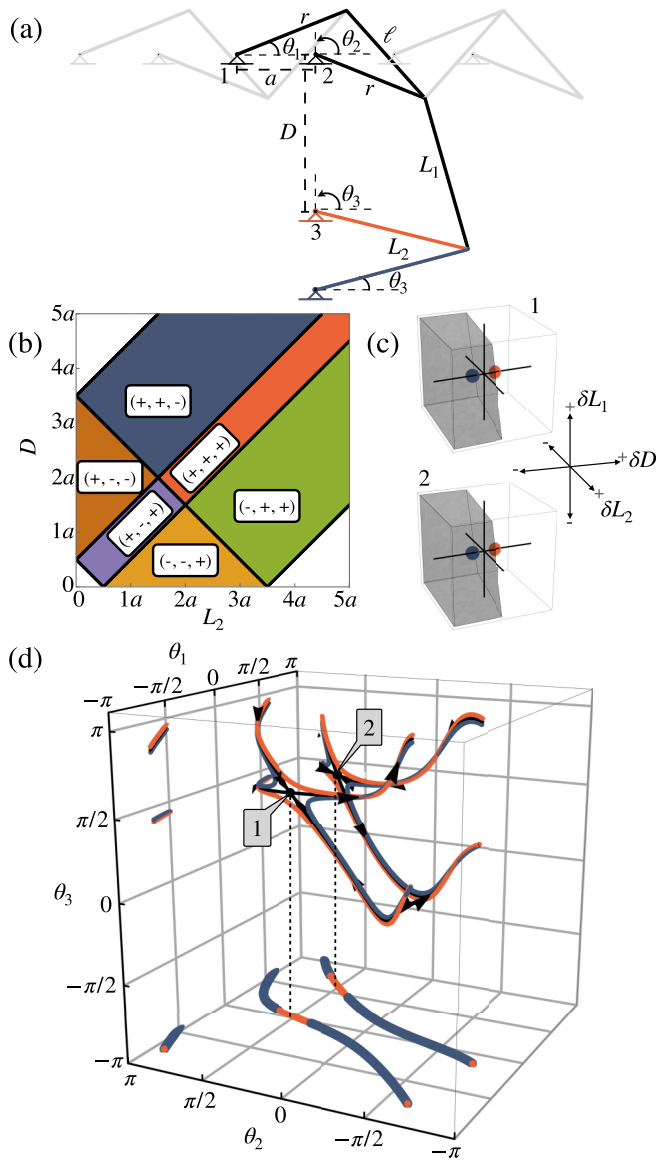 (a)
r
θ₁
θ₂
ℓ
1
a
2
r
D
L₁
θ₃
3
L₂
θ₃
(b)
5a
4a
3a
2a
1a
0
D
(+, +, -)
(+, -, -)
(+, +, +)
(+, -, +)
(-, +, +)
(-, -, +)
0 1a 2a 3a 4a 5a
L₂
(c)
1
2
+ δL₁
- + δD
- +
δL₂
-
(d)
θ₁
-π -π/2 0 π/2 π
π
π/2
θ₃
0
-π/2
-π
1
2
π
π/2
0
-π/2
-π
θ₂